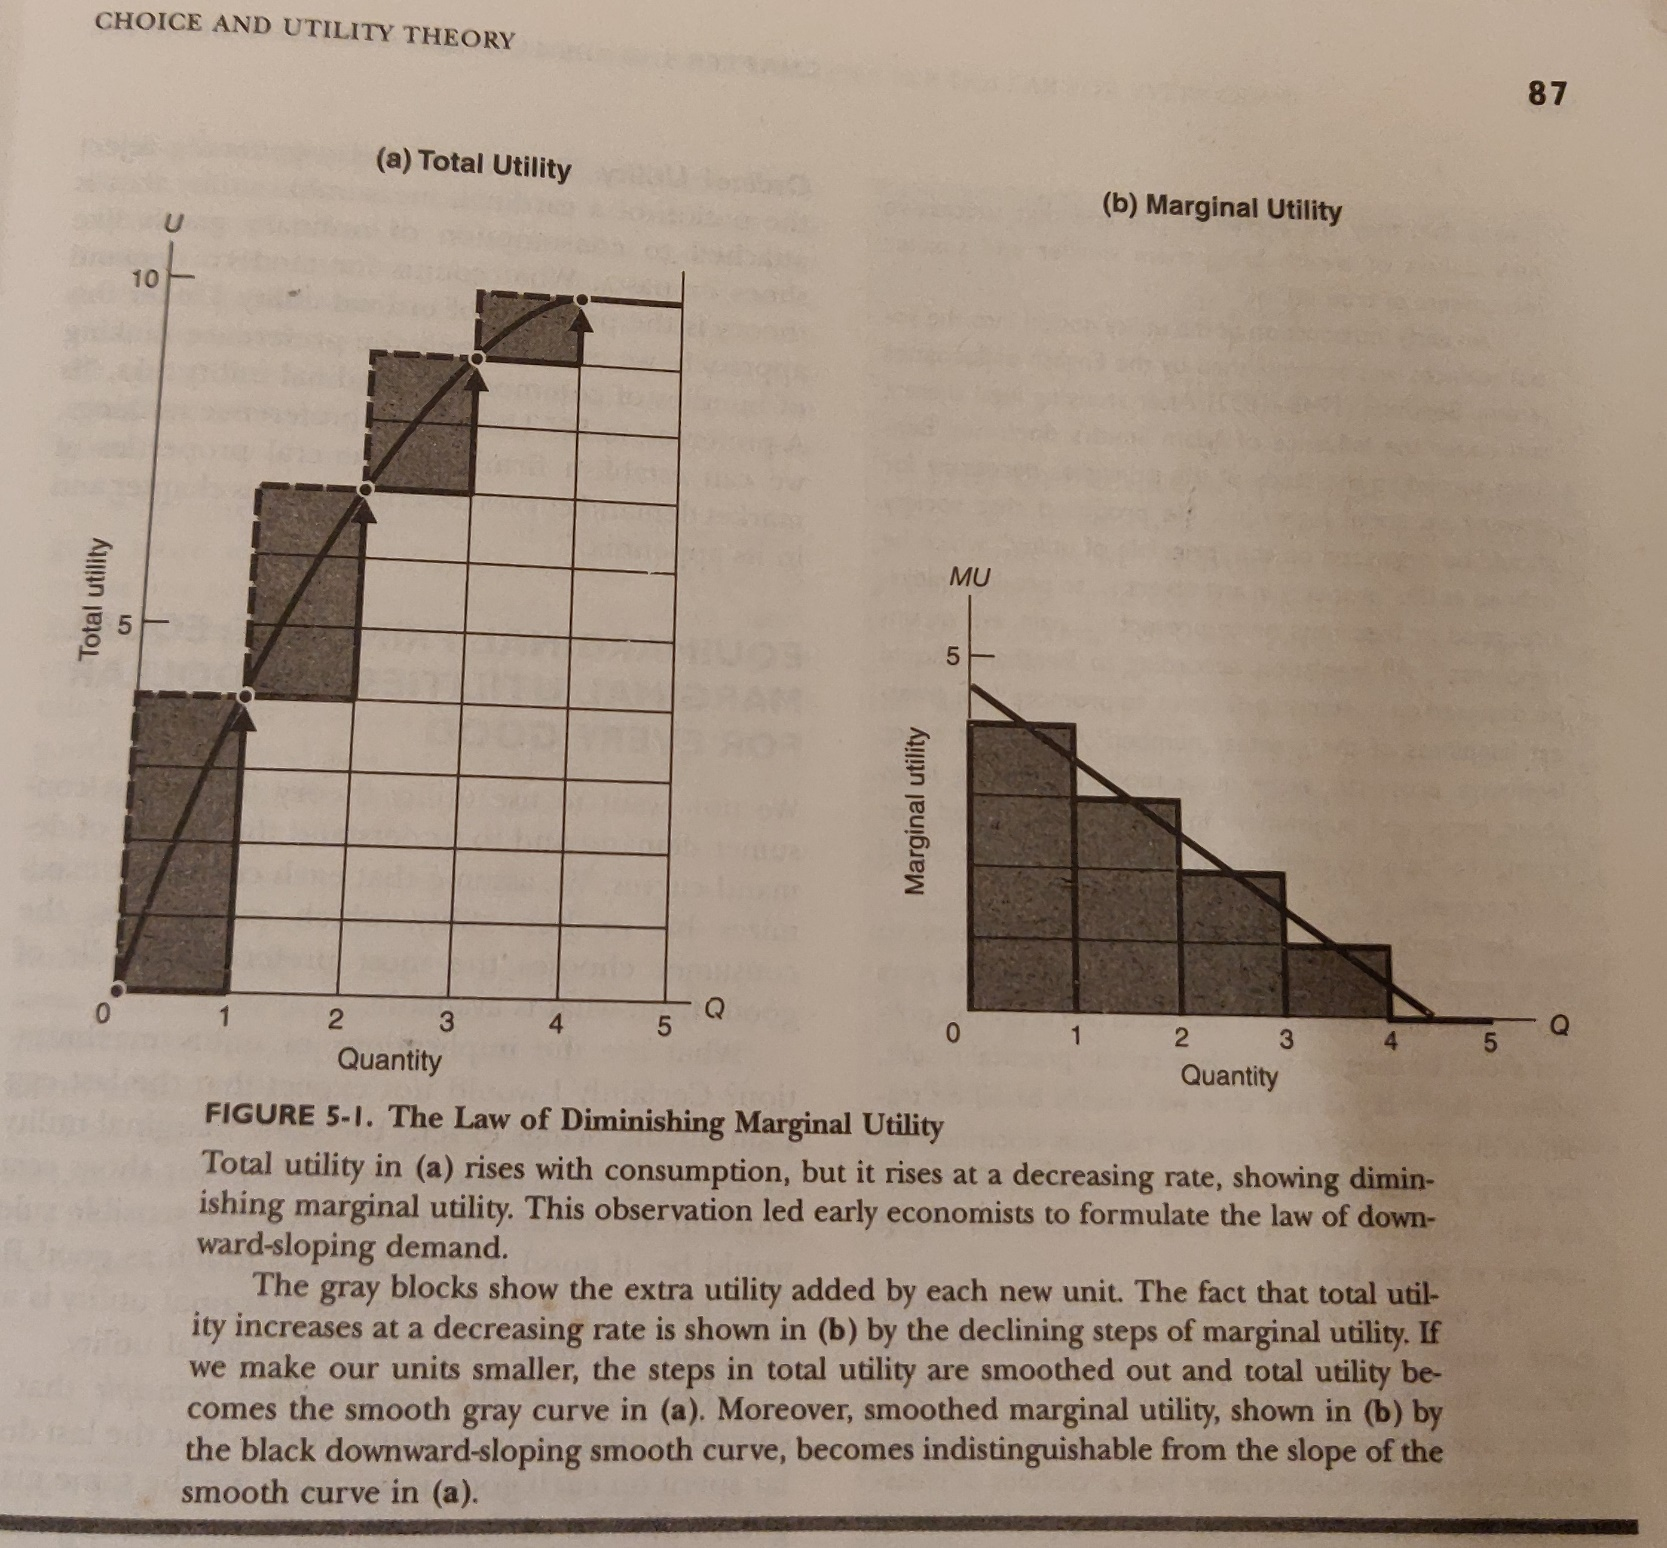 CHOICE AND UTILITY THEORY
87
(a) Total Utility
U
10
5
Total utility
0 1 2 3 4 5 Q
Quantity
(b) Marginal Utility
MU
5
Marginal utility
0 1 2 3 4 5 Q
Quantity
FIGURE 5-1. The Law of Diminishing Marginal Utility
Total utility in (a) rises with consumption, but it rises at a decreasing rate, showing dimin-
ishing marginal utility. This observation led early economists to formulate the law of down-
ward-sloping demand.
The gray blocks show the extra utility added by each new unit. The fact that total util-
ity increases at a decreasing rate is shown in (b) by the declining steps of marginal utility. If
we make our units smaller, the steps in total utility are smoothed out and total utility be-
comes the smooth gray curve in (a). Moreover, smoothed marginal utility, shown in (b) by
the black downward-sloping smooth curve, becomes indistinguishable from the slope of the
smooth curve in (a).